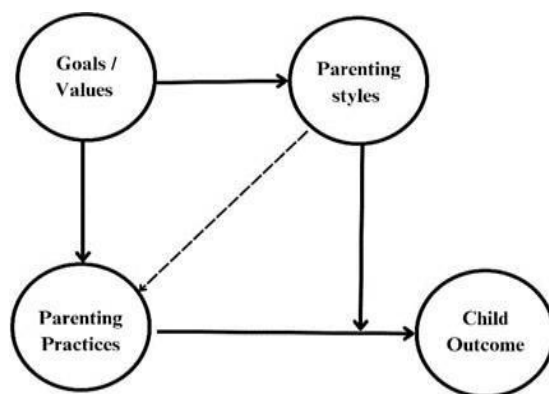 Goals /
Values
Parenting
styles
Parenting
Practices
Child
Outcome